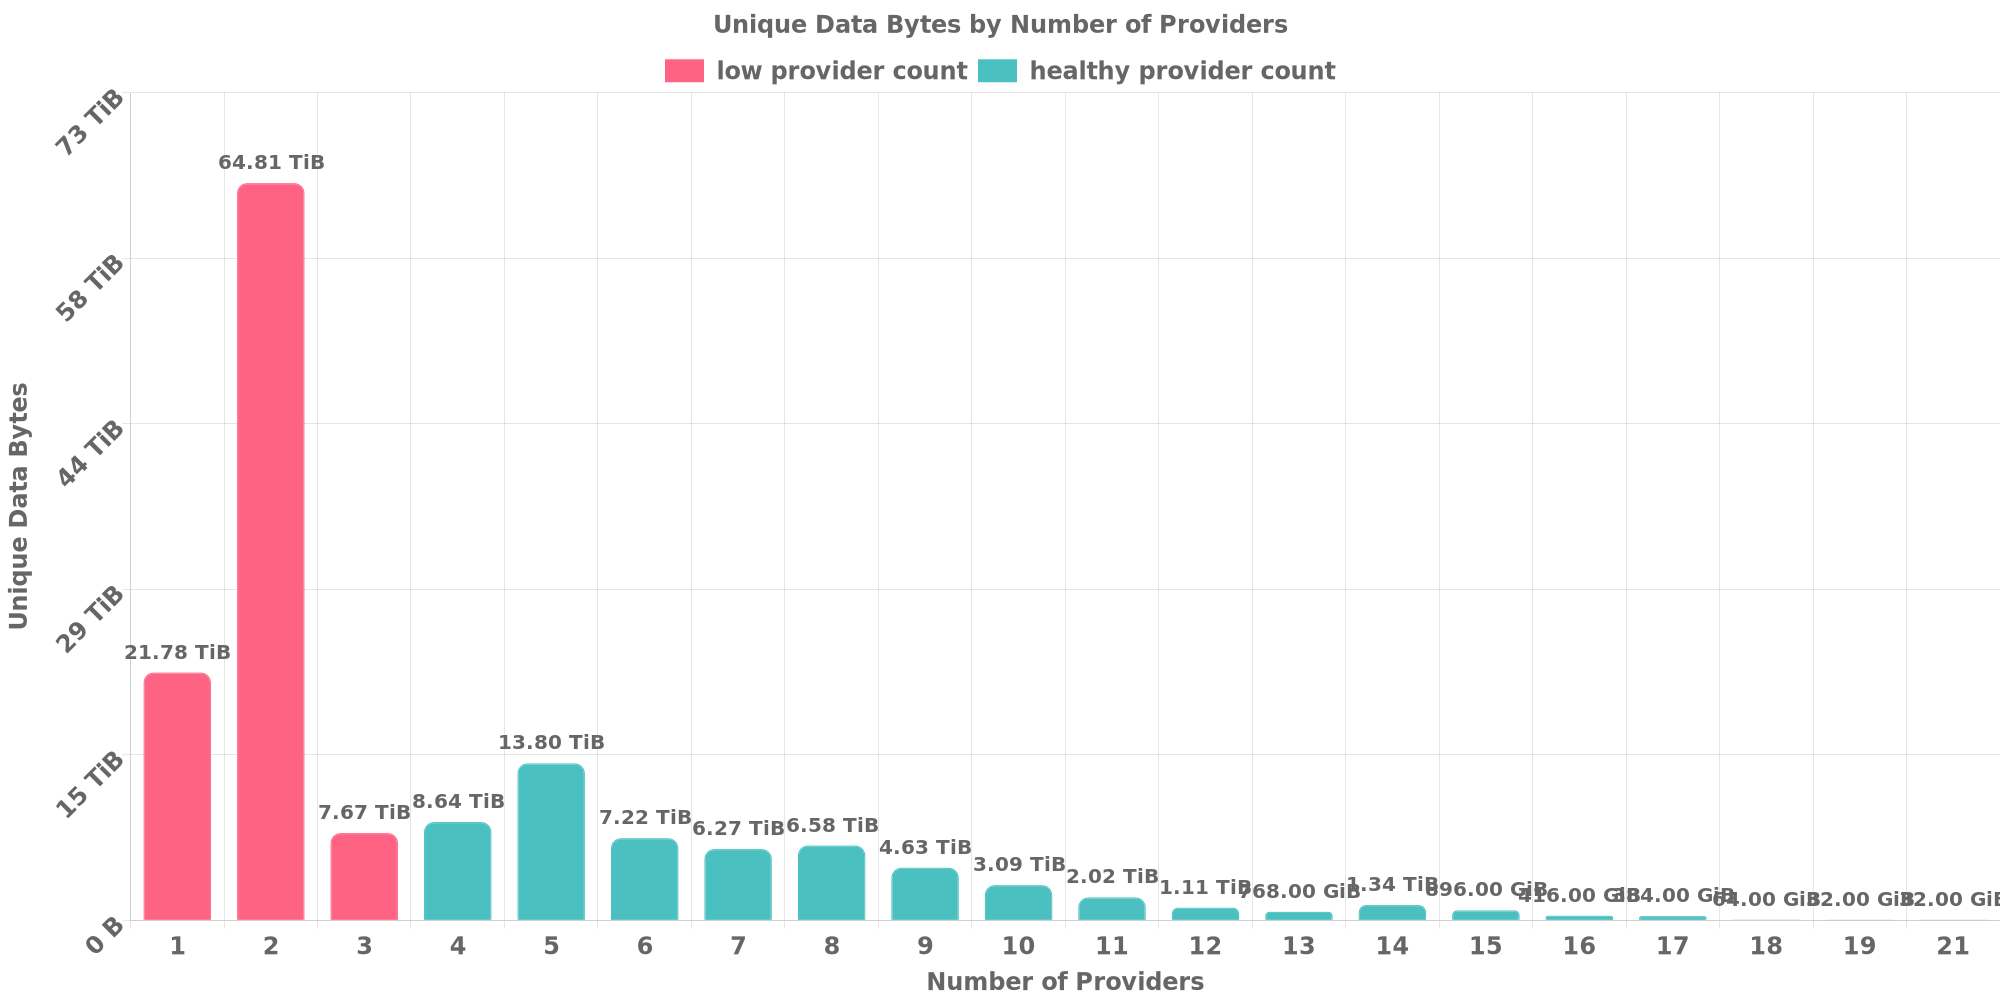 Unique Data Bytes by Number of Providers
low provider count
healthy provider count
Unique Data Bytes
73 TiB
58 TiB
44 TiB
29 TiB
15 TiB
0 B
21.78 TiB
64.81 TiB
7.67 TiB
8.64 TiB
13.80 TiB
7.22 TiB
6.27 TiB
6.58 TiB
4.63 TiB
3.09 TiB
2.02 TiB
1.11 TiB
768.00 GiB
1.34 TiB
896.00 GiB
416.00 GiB
384.00 GiB
64.00 GiB
32.00 GiB
32.00 GiB
1 2 3 4 5 6 7 8 9 10 11 12 13 14 15 16 17 18 19 21
Number of Providers